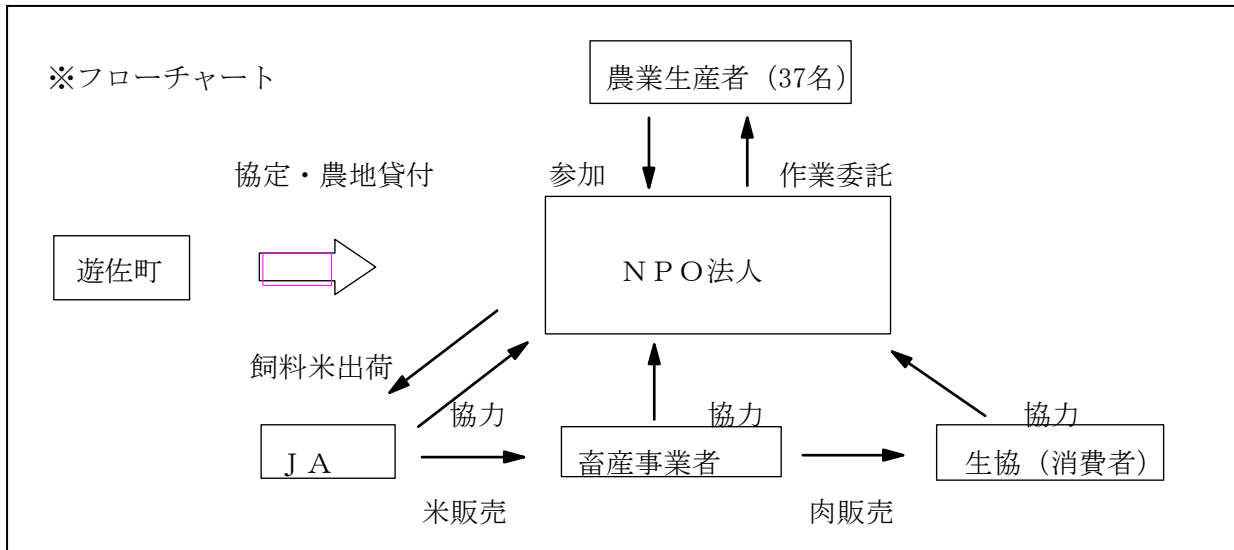 ※フローチャート
農業生産者（37名）
協定・農地貸付
参加
作業委託
遊佐町
ＮＰＯ法人
飼料米出荷
協力
協力
協力
ＪＡ
畜産事業者
生協（消費者）
米販売
肉販売